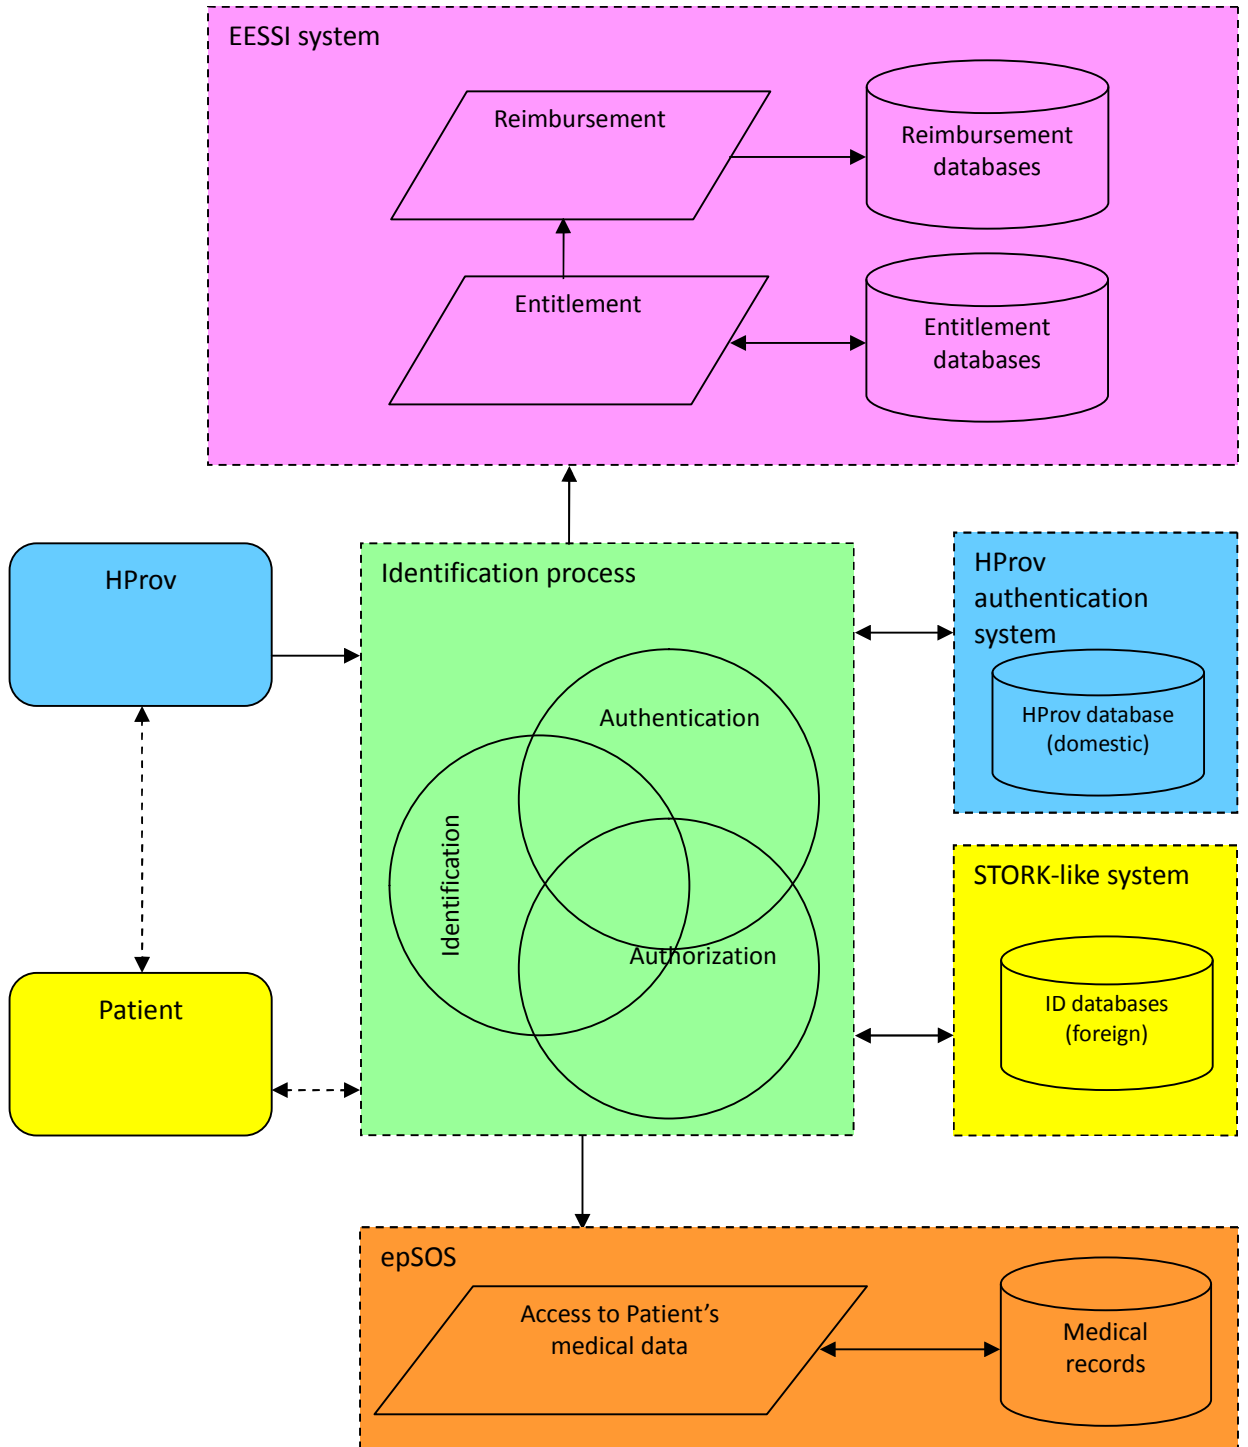 EESSI system
Reimbursement
Reimbursement
databases
Entitlement
Entitlement
databases
HProv
Identification process
HProv
authentication
system
Authentication
HProv database
(domestic)
Identification
Authorization
STORK-like system
ID databases
(foreign)
Patient
epSOS
Access to Patient’s
medical data
Medical
records